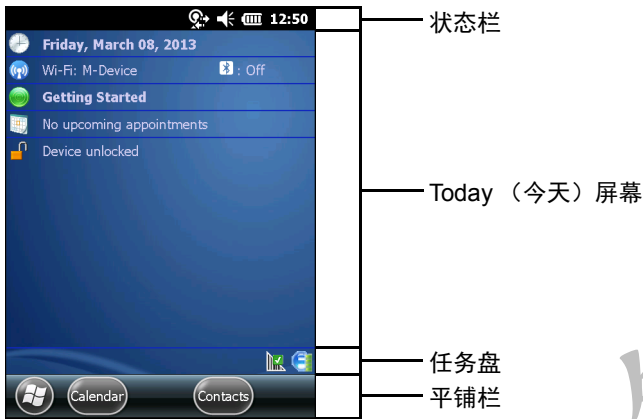 12:50
状态栏
Friday, March 08, 2013
Wi-Fi: M-Device : Off
Getting Started
No upcoming appointments
Device unlocked
Today （今天）屏幕
任务盘
平铺栏
Calendar Contacts